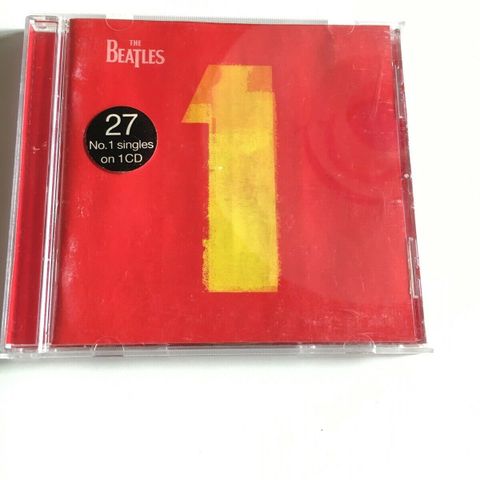 THE
BEATLES
1
27
No.1 singles
on 1CD